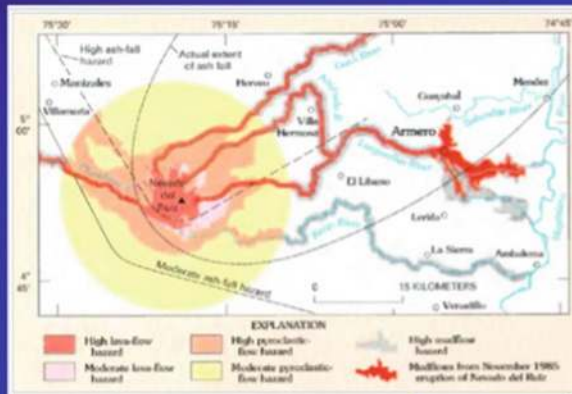 75°30'
75°15'
75°00'
74°45'
High ash-fall
hazard
Actual extent
of ash fall
Manizales
Villamaria
Herveo
Guayabal
Mendez
5°
00'
Villa
Hermosa
Armero
Nevado
del
Ruiz
El Libano
Lerida
La Sierra
Ambalema
4°
45'
Moderate ash-fall hazard
0 15 KILOMETERS
Venadillo
EXPLANATION
High lava-flow
hazard
High pyroclastic-
flow hazard
High mudflow
hazard
Moderate lava-flow
hazard
Moderate pyroclastic-
flow hazard
Mudflows from November 1985
eruption of Nevado del Ruiz